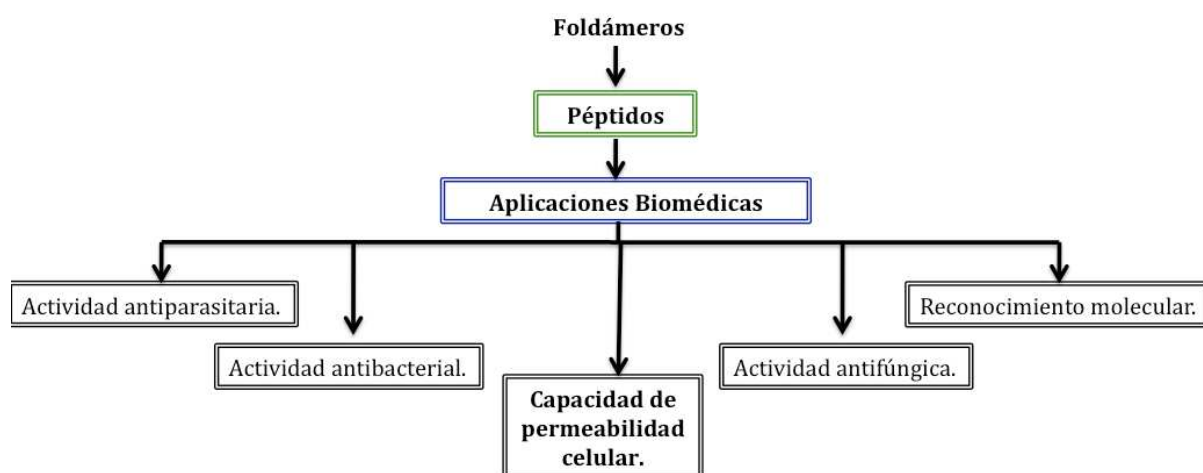 Foldámeros
Péptidos
Aplicaciones Biomédicas
Actividad antiparasitaria.
Reconocimiento molecular.
Actividad antibacterial.
Actividad antifúngica.
Capacidad de
permeabilidad
celular.